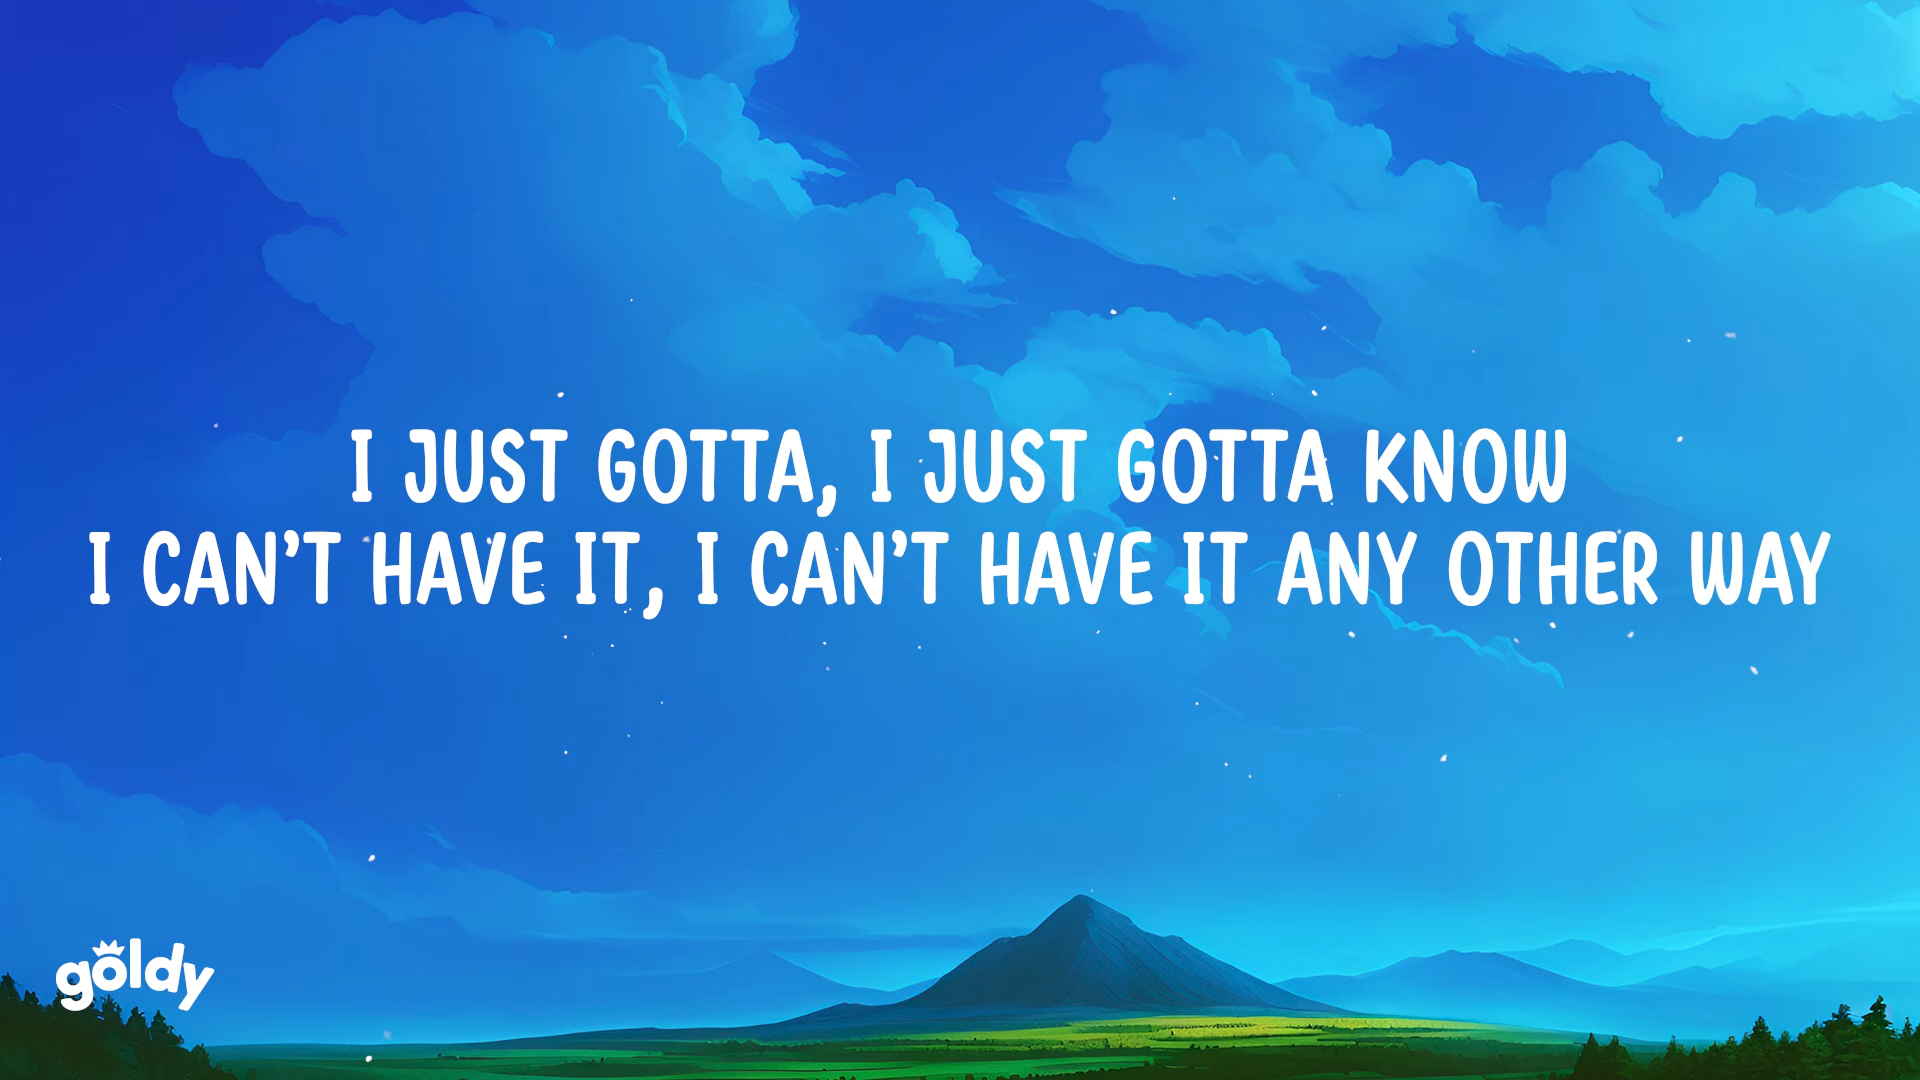 I JUST GOTTA, I JUST GOTTA KNOW
I CAN'T HAVE IT, I CAN'T HAVE IT ANY OTHER WAY
goldy